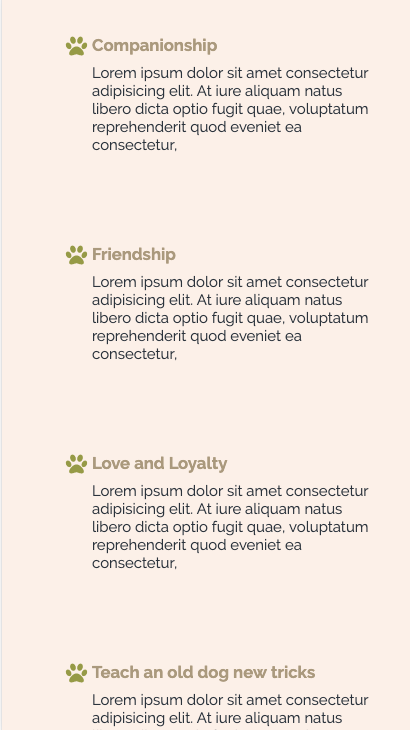 Companionship
Lorem ipsum dolor sit amet consectetur
adipisicing elit. At iure aliquam natus
libero dicta optio fugit quae, voluptatum
reprehenderit quod eveniet ea
consectetur,
Friendship
Lorem ipsum dolor sit amet consectetur
adipisicing elit. At iure aliquam natus
libero dicta optio fugit quae, voluptatum
reprehenderit quod eveniet ea
consectetur,
Love and Loyalty
Lorem ipsum dolor sit amet consectetur
adipisicing elit. At iure aliquam natus
libero dicta optio fugit quae, voluptatum
reprehenderit quod eveniet ea
consectetur,
Teach an old dog new tricks
Lorem ipsum dolor sit amet consectetur
adipisicing elit. At iure aliquam natus